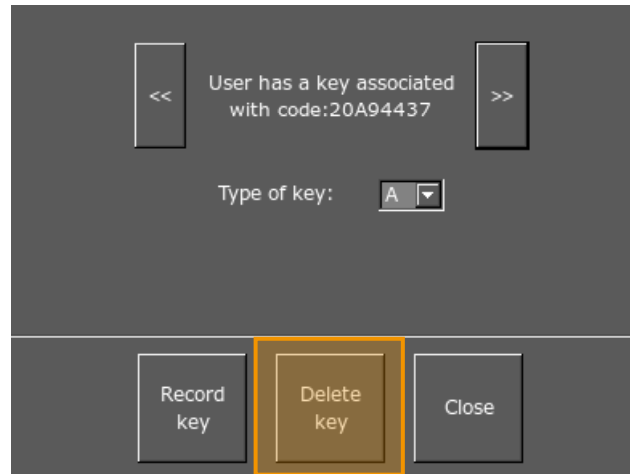 <<
User has a key associated
with code:20A94437
>>
Type of key:
A
Record
key
Delete
key
Close